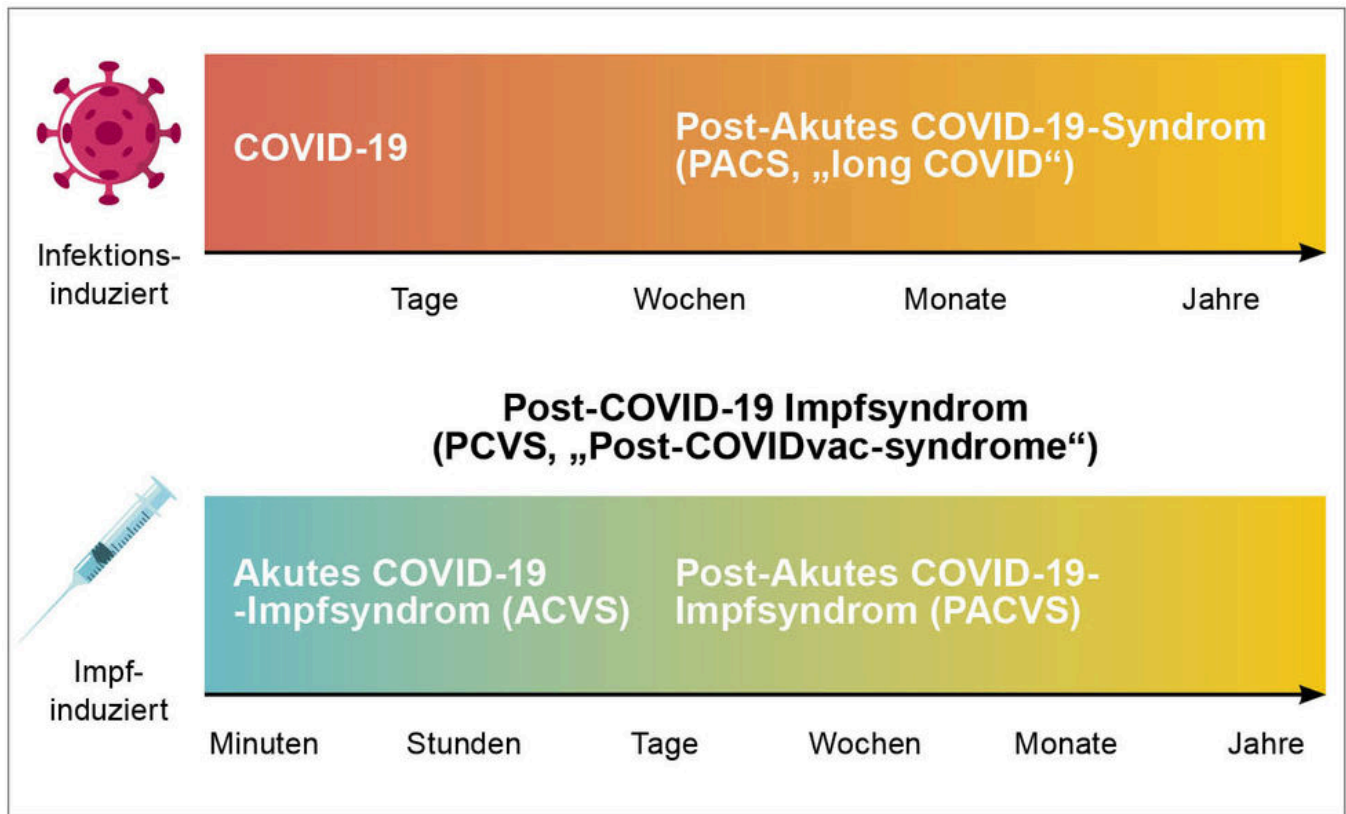 COVID-19
Post-Akutes COVID-19-Syndrom
(PACS, „long COVID“)
Infektions-
induziert
Tage
Wochen
Monate
Jahre
Post-COVID-19 Impfsyndrom
(PCVS, „Post-COVIDvac-syndrome“)
Akutes COVID-19
-Impfsyndrom (ACVS)
Post-Akutes COVID-19-
Impfsyndrom (PACVS)
Impf-
induziert
Minuten
Stunden
Tage
Wochen
Monate
Jahre